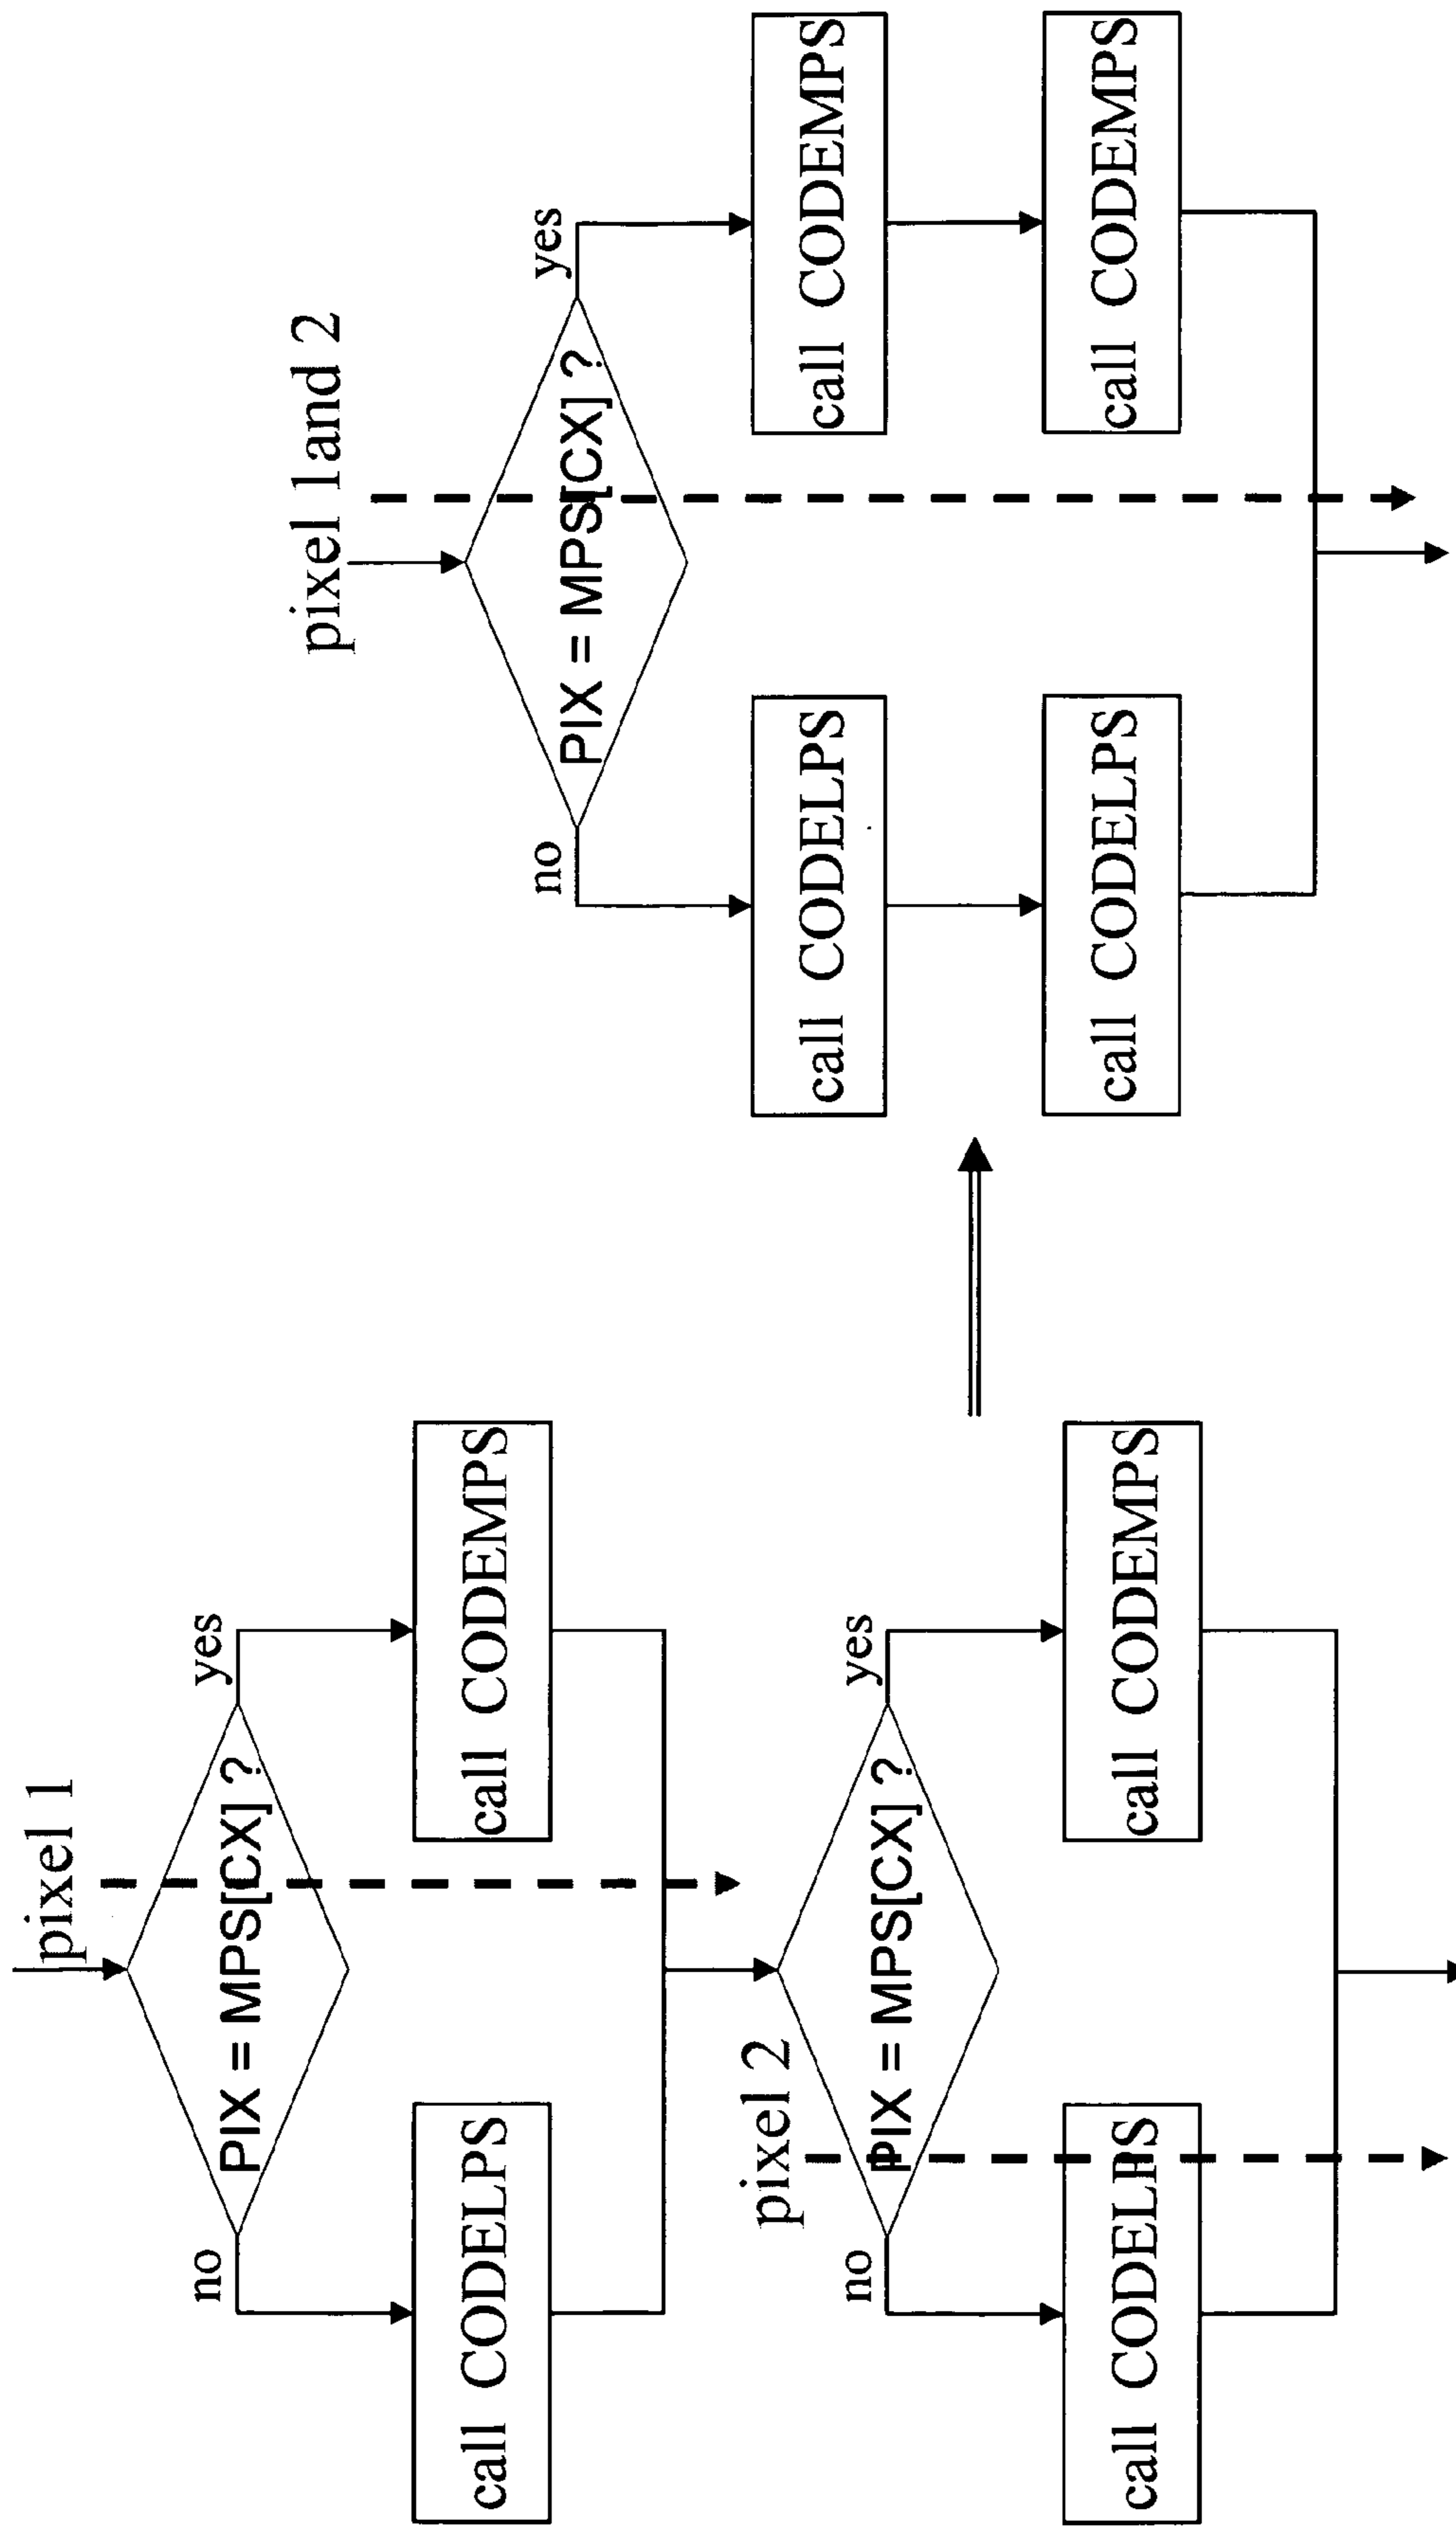 pixel 1
PIX = MPS[CX] ?
no
yes
call CODELPS
call CODEMPS
pixel 2
PIX = MPS[CX] ?
no
yes
call CODELPS
call CODEMPS
pixel 1and 2
PIX = MPS[CX] ?
no
yes
call CODELPS
call CODEMPS
call CODELPS
call CODEMPS